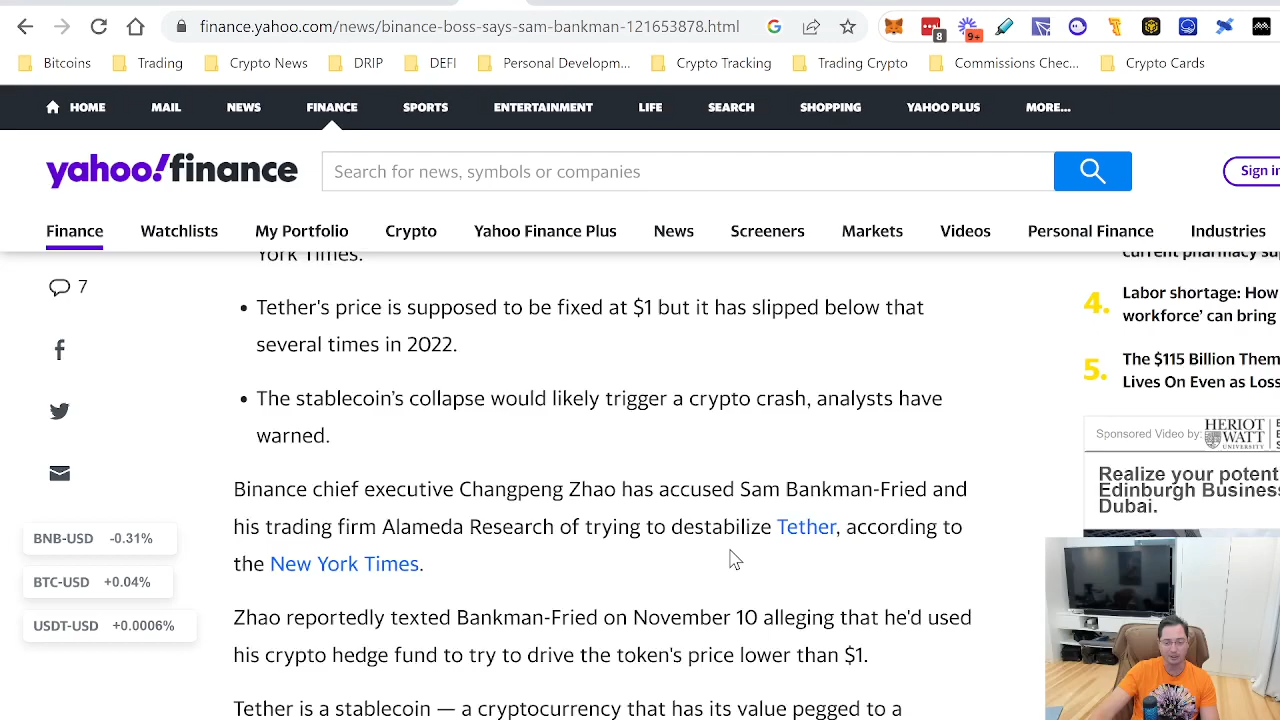 finance.yahoo.com/news/binance-boss-says-sam-bankman-121653878.html
8
9+
Bitcoins
Trading
Crypto News
DRIP
DEFI
Personal Developm...
Crypto Tracking
Trading Crypto
Commissions Chec...
Crypto Cards
HOME
MAIL
NEWS
FINANCE
SPORTS
ENTERTAINMENT
LIFE
SEARCH
SHOPPING
YAHOO PLUS
MORE...
yahoo!finance
Search for news, symbols or companies
Sign in
Finance
Watchlists
My Portfolio
Crypto
Yahoo Finance Plus
News
Screeners
Markets
Videos
Personal Finance
Industries
York Times.
7
• Tether's price is supposed to be fixed at $1 but it has slipped below that
several times in 2022.
• The stablecoin's collapse would likely trigger a crypto crash, analysts have
warned.
Binance chief executive Changpeng Zhao has accused Sam Bankman-Fried and
his trading firm Alameda Research of trying to destabilize Tether, according to
the New York Times.
Zhao reportedly texted Bankman-Fried on November 10 alleging that he'd used
his crypto hedge fund to try to drive the token's price lower than $1.
Tether is a stablecoin — a cryptocurrency that has its value pegged to a
BNB-USD -0.31%
BTC-USD +0.04%
USDT-USD +0.0006%
current pharmacy su
4.
Labor shortage: How
workforce' can bring
5.
The $115 Billion Them
Lives On Even as Loss
Sponsored Video by:
HERIOT
WATT
UNIVERSITY
Realize your potent
Edinburgh Business
Dubai.